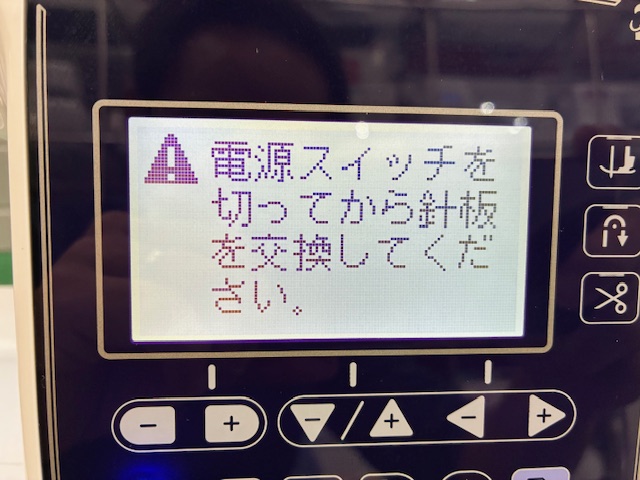 電源スイッチを
切ってから針板
を交換してくだ
さい。